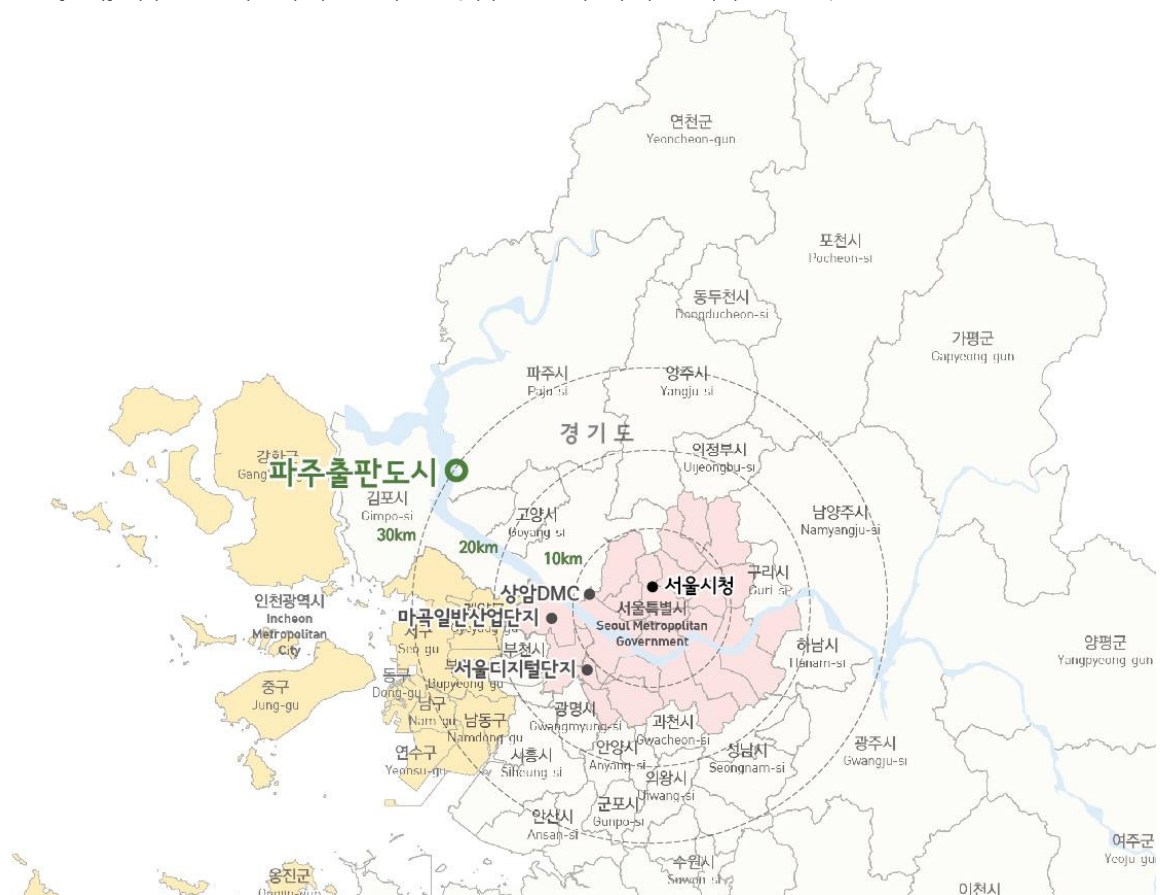 연천군
Yeoncheon-gun
포천시
Pocheon-si
동두천시
Dongducheon-si
가평군
Gapyeong-gun
파주시
Paju-si
양주시
Yangju-si
경기도
의정부시
Uijeongbu-si
강화군
파주출판도시
김포시
Gimpo-si
고양시
Goyang-si
남양주시
Namyangju-si
30km
20km
10km
구리시
Guri-si
서울시청
상암DMC
인천광역시
Incheon
Metropolitan
City
마곡일반산업단지
서울특별시
Seoul Metropolitan
Government
서구
Seo-gu
부천시
하남시
Hanam-si
양평군
Yangpyeong-gun
서울디지털단지
동구
Dong-gu
Bupyeong-gu
중구
Jung-gu
남구
Nam-gu
남동구
Namdong-gu
광명시
Gwangmyung-si
과천시
Gwacheon-si
연수구
Yeonsu-gu
시흥시
Siheung-si
안양시
Anyang-si
성남시
Seongnam-si
광주시
Gwangju-si
의왕시
Uiwang-si
안산시
Ansan-si
군포시
Gunpo-si
수원시
Suwon-si
여주군
Yeoju-gu
옹진군
이천시